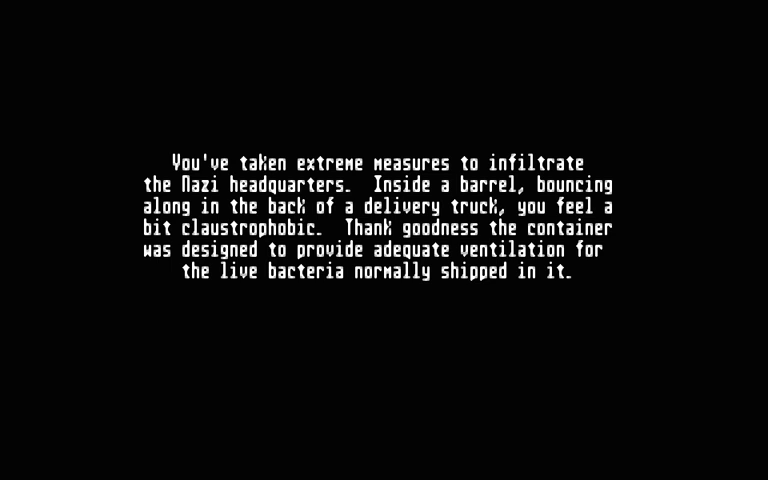 You've taken extreme measures to infiltrate
the Nazi headquarters.  Inside a barrel, bouncing
along in the back of a delivery truck, you feel a
bit claustrophobic.  Thank goodness the container
was designed to provide adequate ventilation for
the live bacteria normally shipped in it.